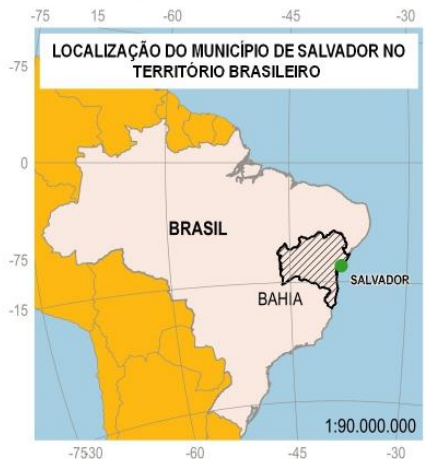 -75 -60 -45 -30
LOCALIZAÇÃO DO MUNICÍPIO DE SALVADOR NO
TERRITÓRIO BRASILEIRO
-75
0
BRASIL
-75
SALVADOR
BAHIA
-15
1:90.000.000
-7530 -60 -45 -30